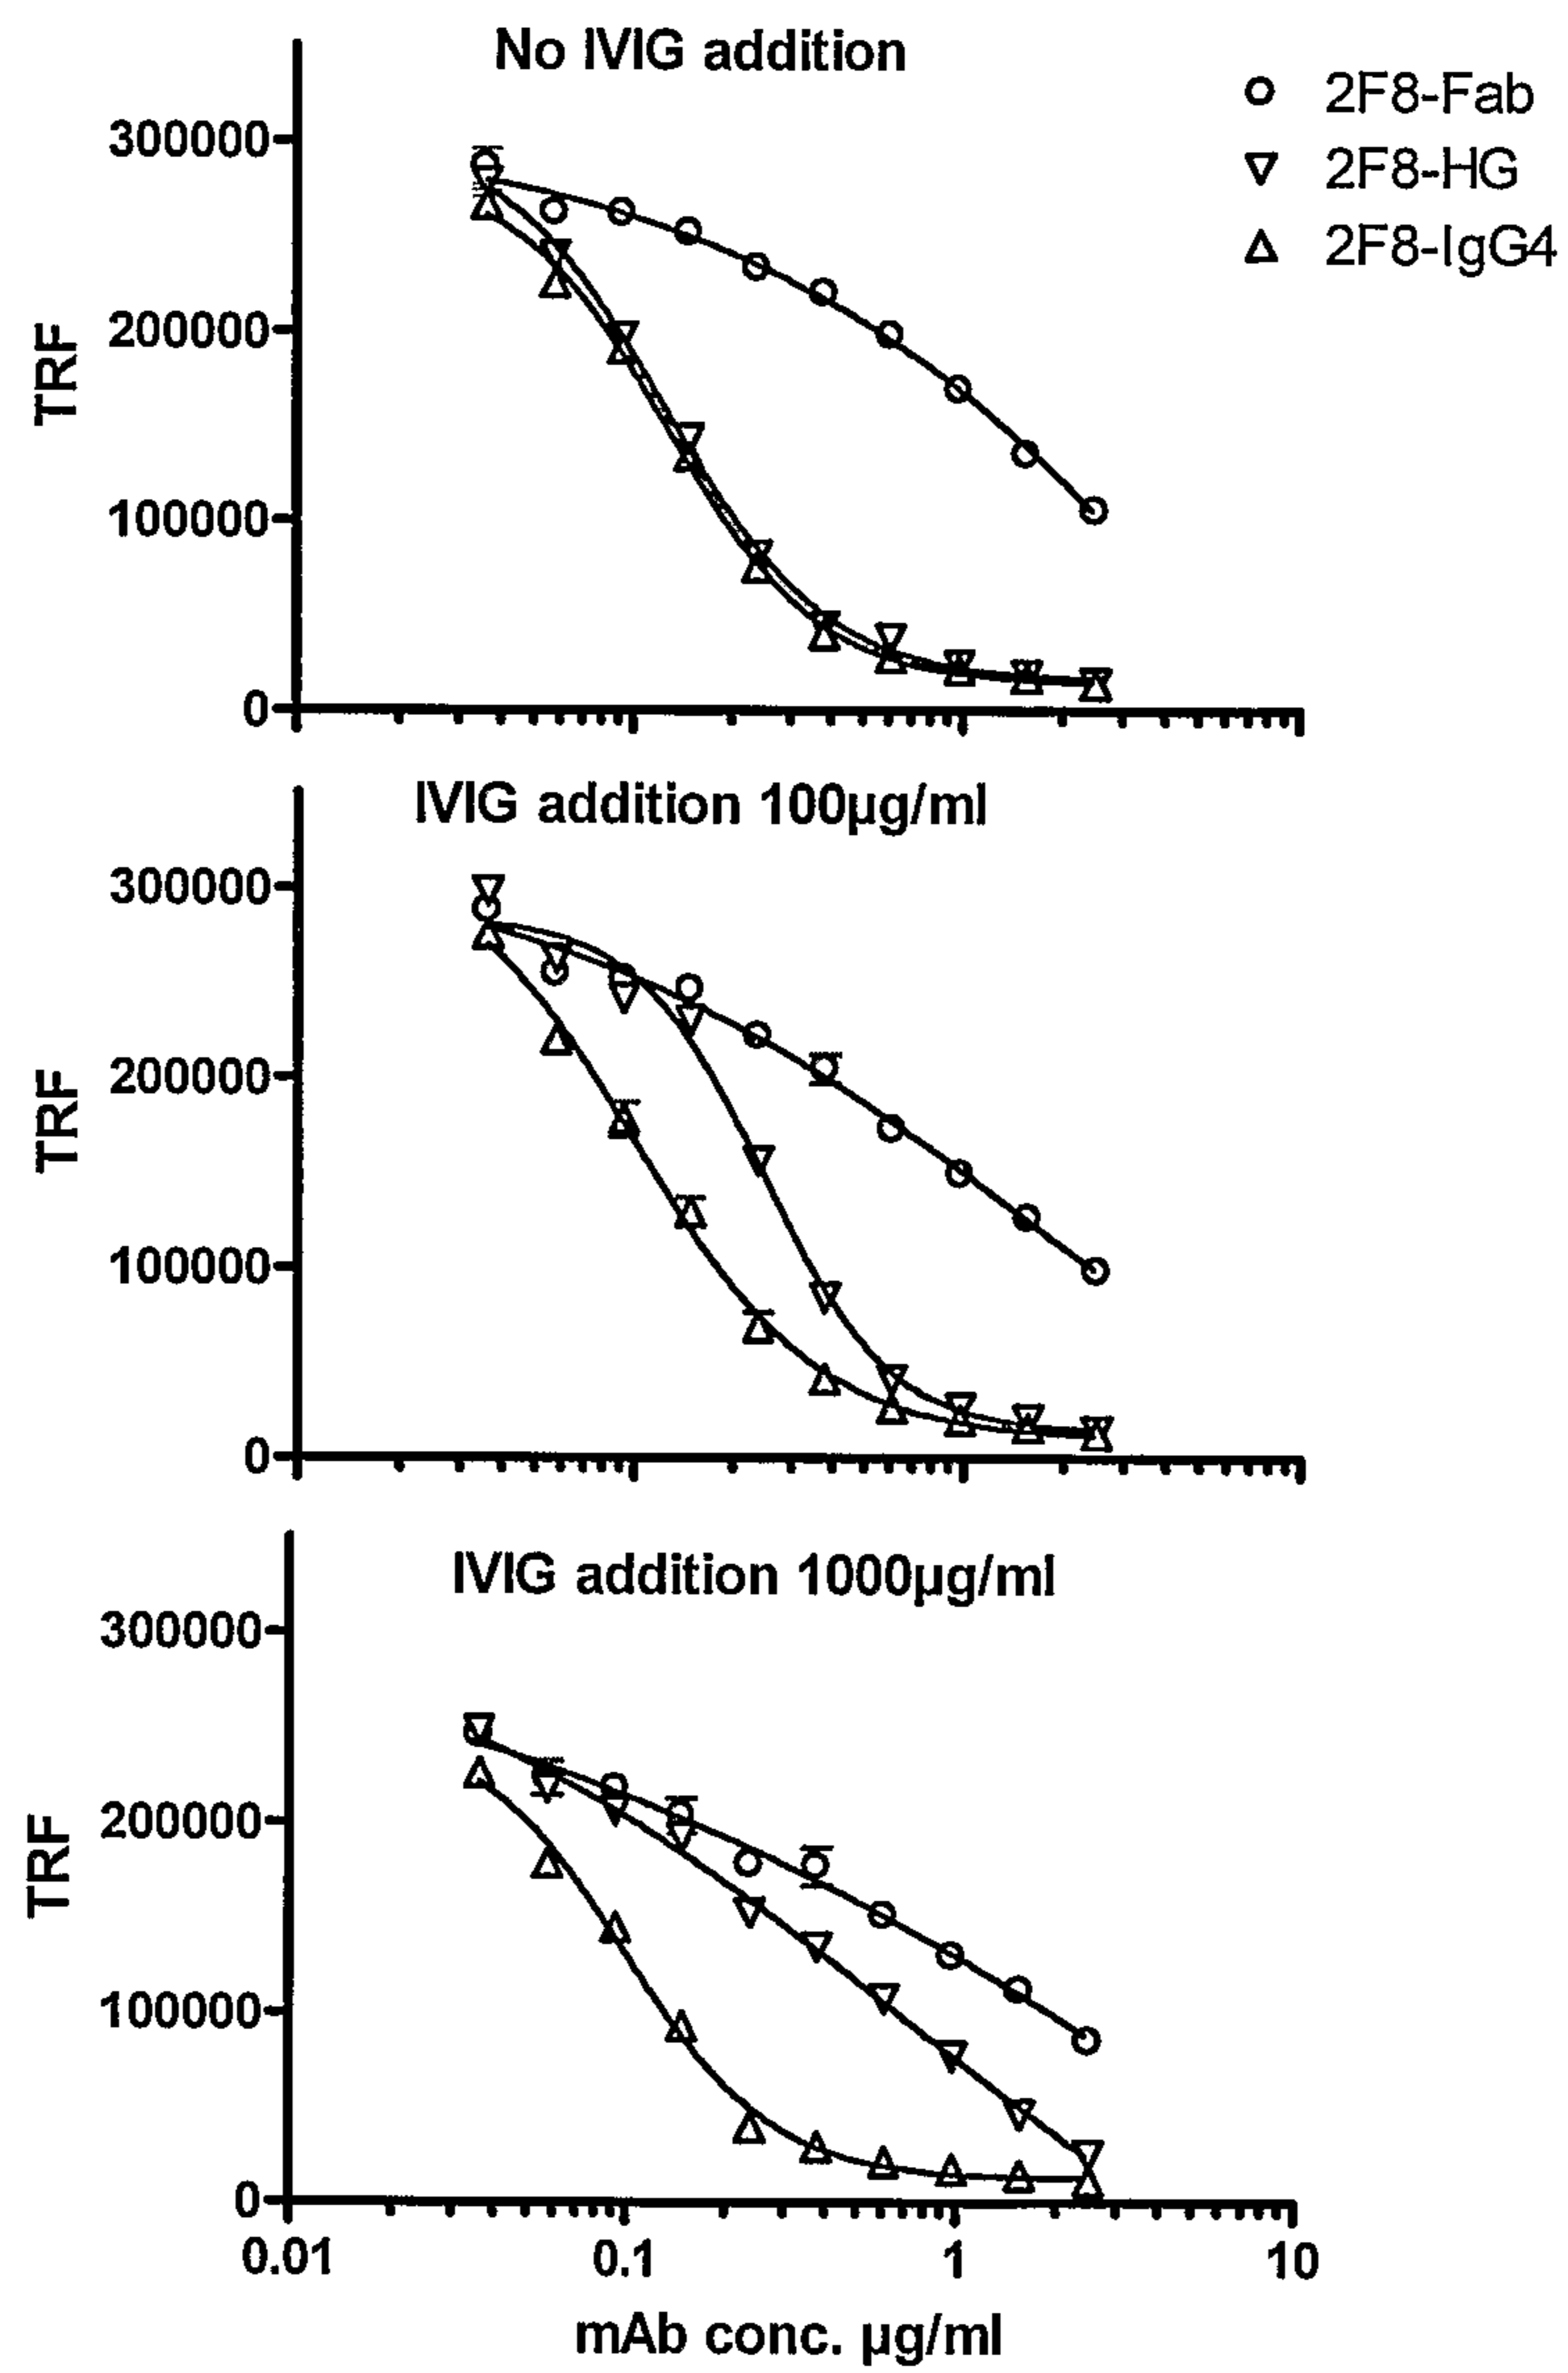 No IVIG addition
2F8-Fab
2F8-HG
2F8-IgG4
300000
200000
100000
0
TRF
IVIG addition 100µg/ml
300000
200000
100000
0
TRF
IVIG addition 1000µg/ml
300000
200000
100000
0
TRF
0.01 0.1 1 10
mAb conc. µg/ml